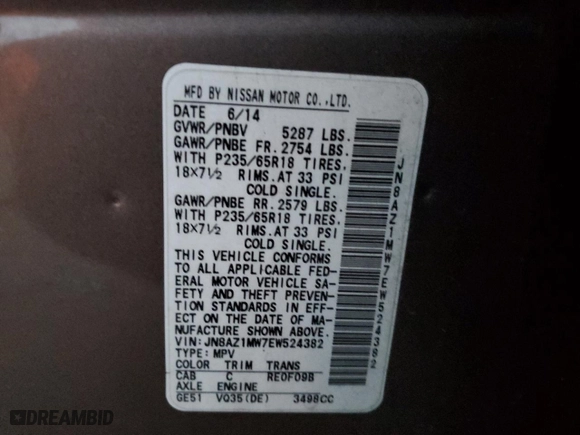 MFD BY NISSAN MOTOR CO.,LTD.
DATE 6/14
GVWR/PNBV 5287 LBS.
GAWR/PNBE FR. 2754 LBS.
WITH P235/65R18 TIRES.
18X7½ RIMS.AT 33 PSI
COLD SINGLE.
GAWR/PNBE RR. 2579 LBS.
WITH P235/65R18 TIRES.
18X7½ RIMS.AT 33 PSI
COLD SINGLE.
THIS VEHICLE CONFORMS
TO ALL APPLICABLE FED-
ERAL MOTOR VEHICLE SA-
FETY AND THEFT PREVEN-
TION STANDARDS IN EFF-
ECT ON THE DATE OF MA-
NUFACTURE SHOWN ABOVE.
VIN: JN8AZ1MW7EW524382
TYPE: MPV
COLOR TRIM TRANS
CAB C RE0F09B
AXLE ENGINE
GE51 VQ35(DE) 3498CC
JN8AZ1MW7EW524382
DREAMBID